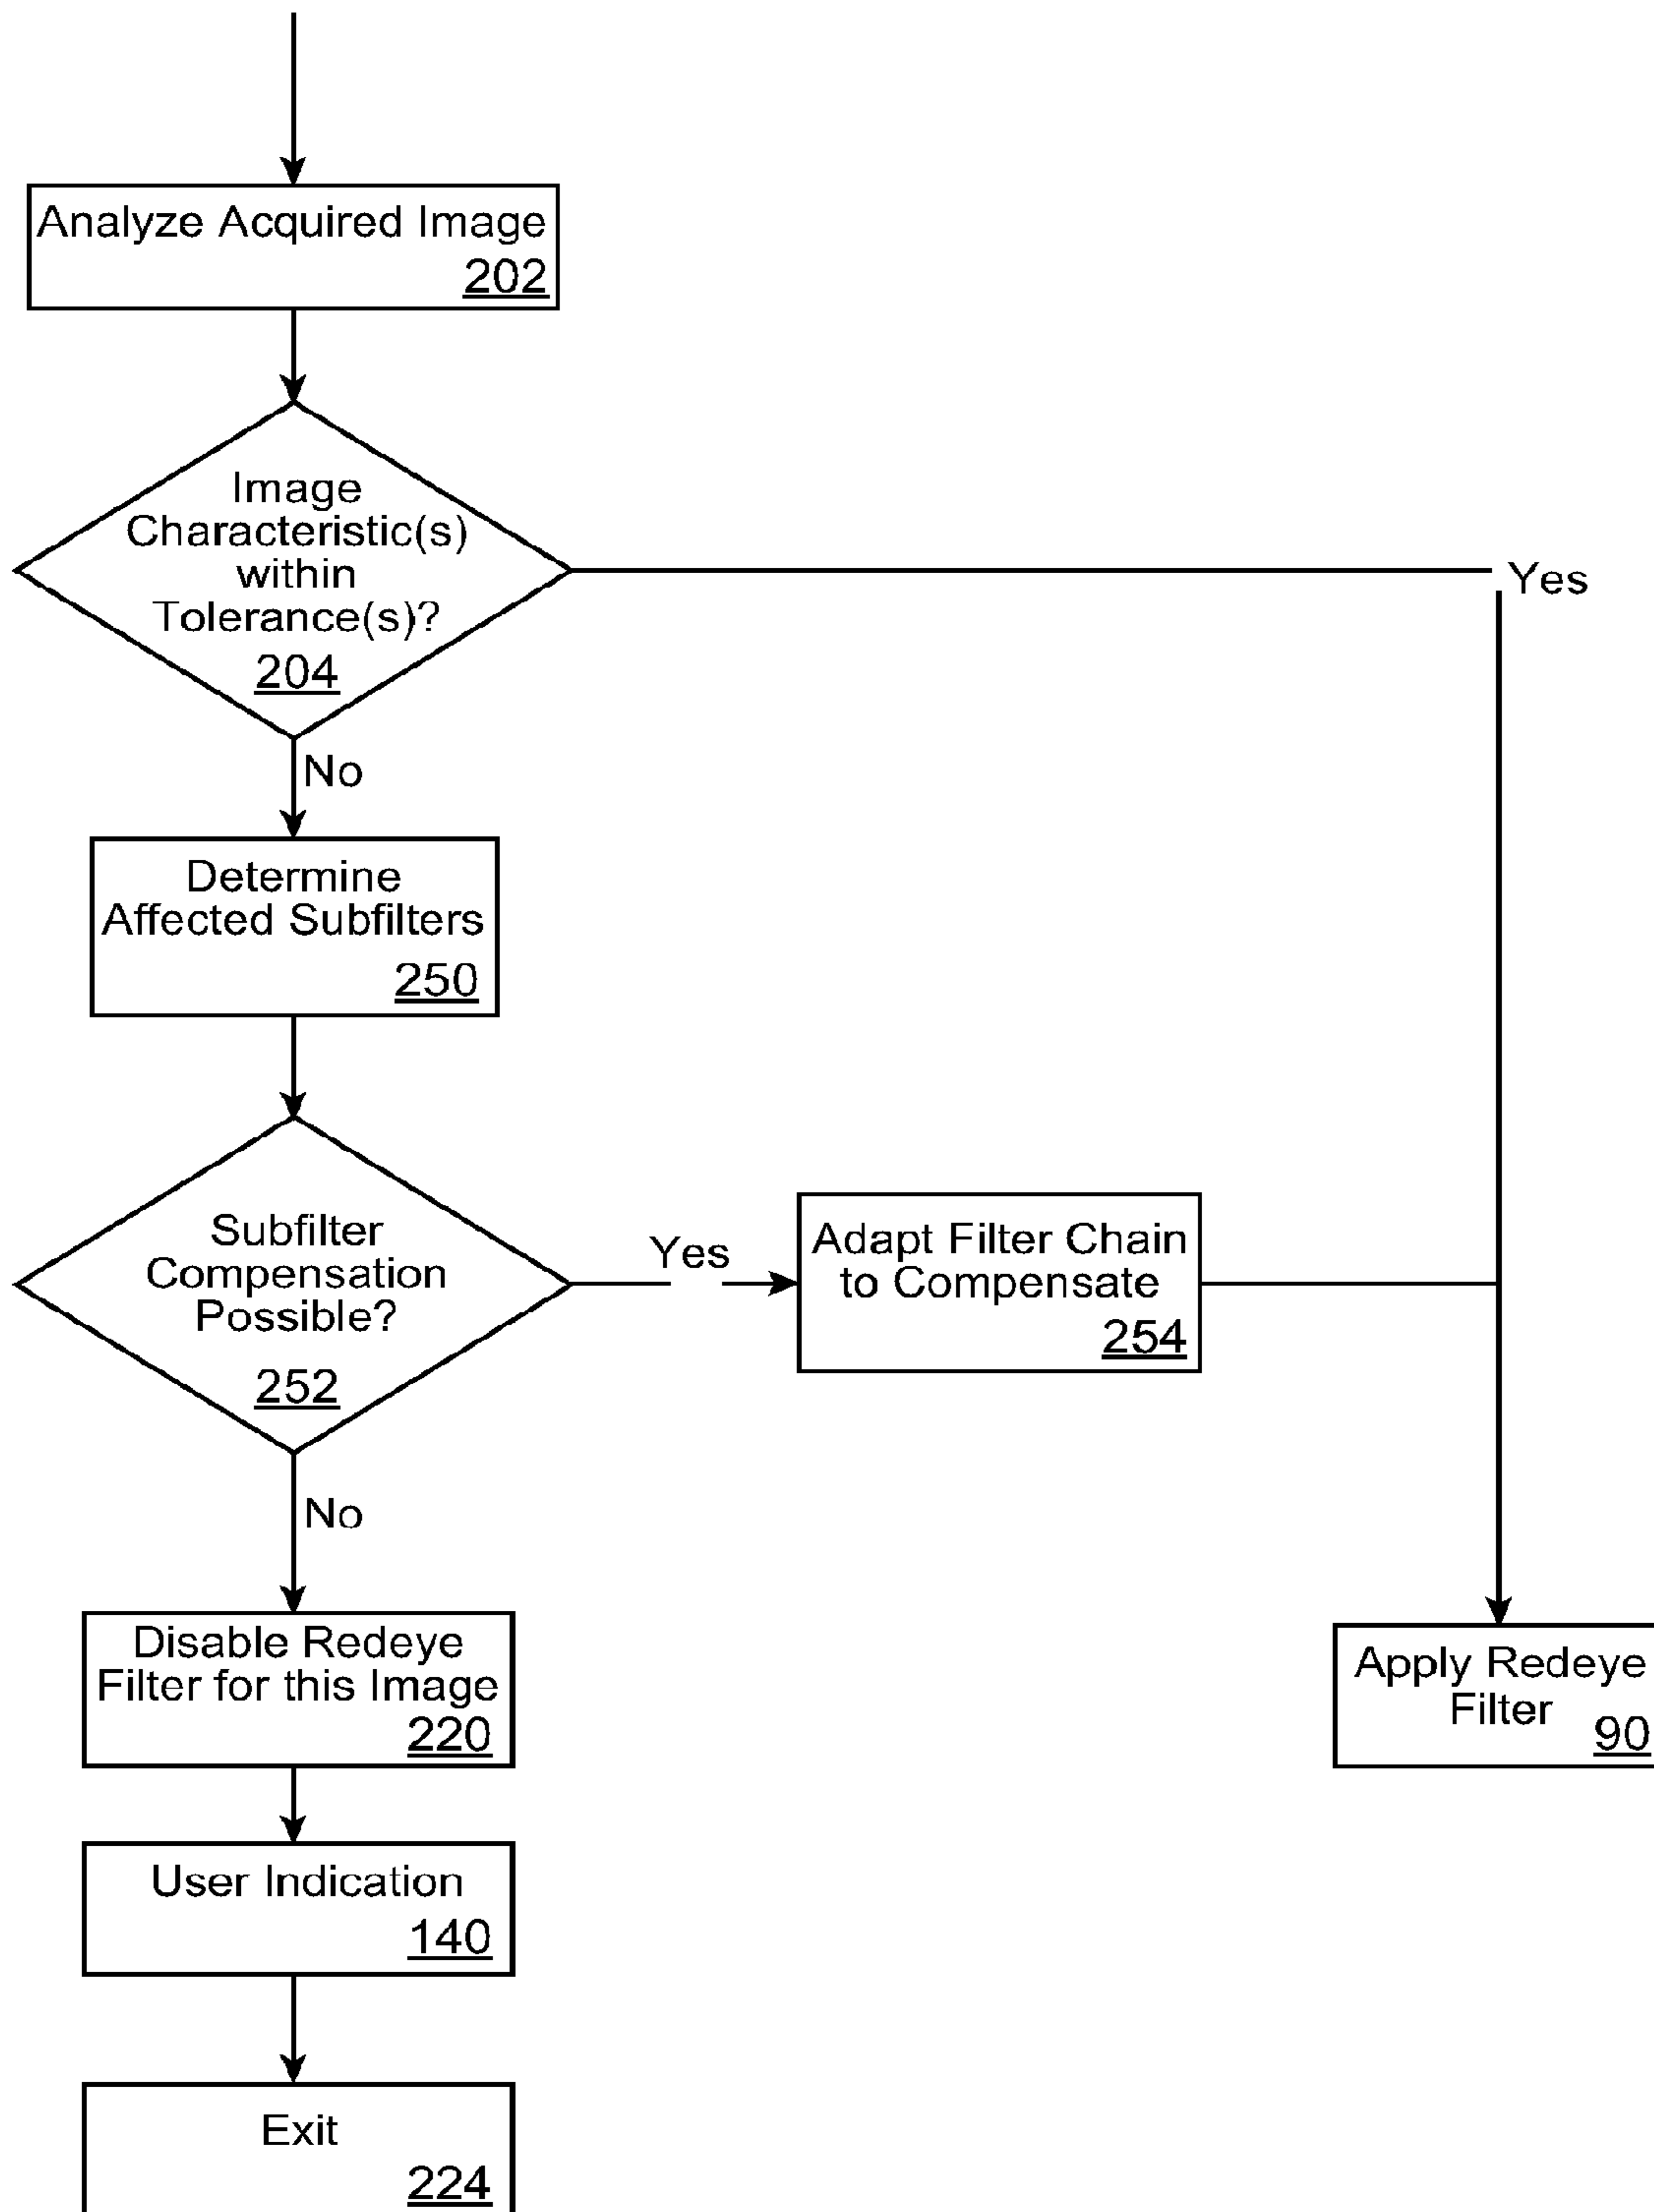 Analyze Acquired Image
202
Image
Characteristic(s)
within
Tolerance(s)?
204
Yes
No
Determine
Affected Subfilters
250
Subfilter
Compensation
Possible?
252
Yes
Adapt Filter Chain
to Compensate
254
No
Disable Redeye
Filter for this Image
220
Apply Redeye
Filter
90
User Indication
140
Exit
224